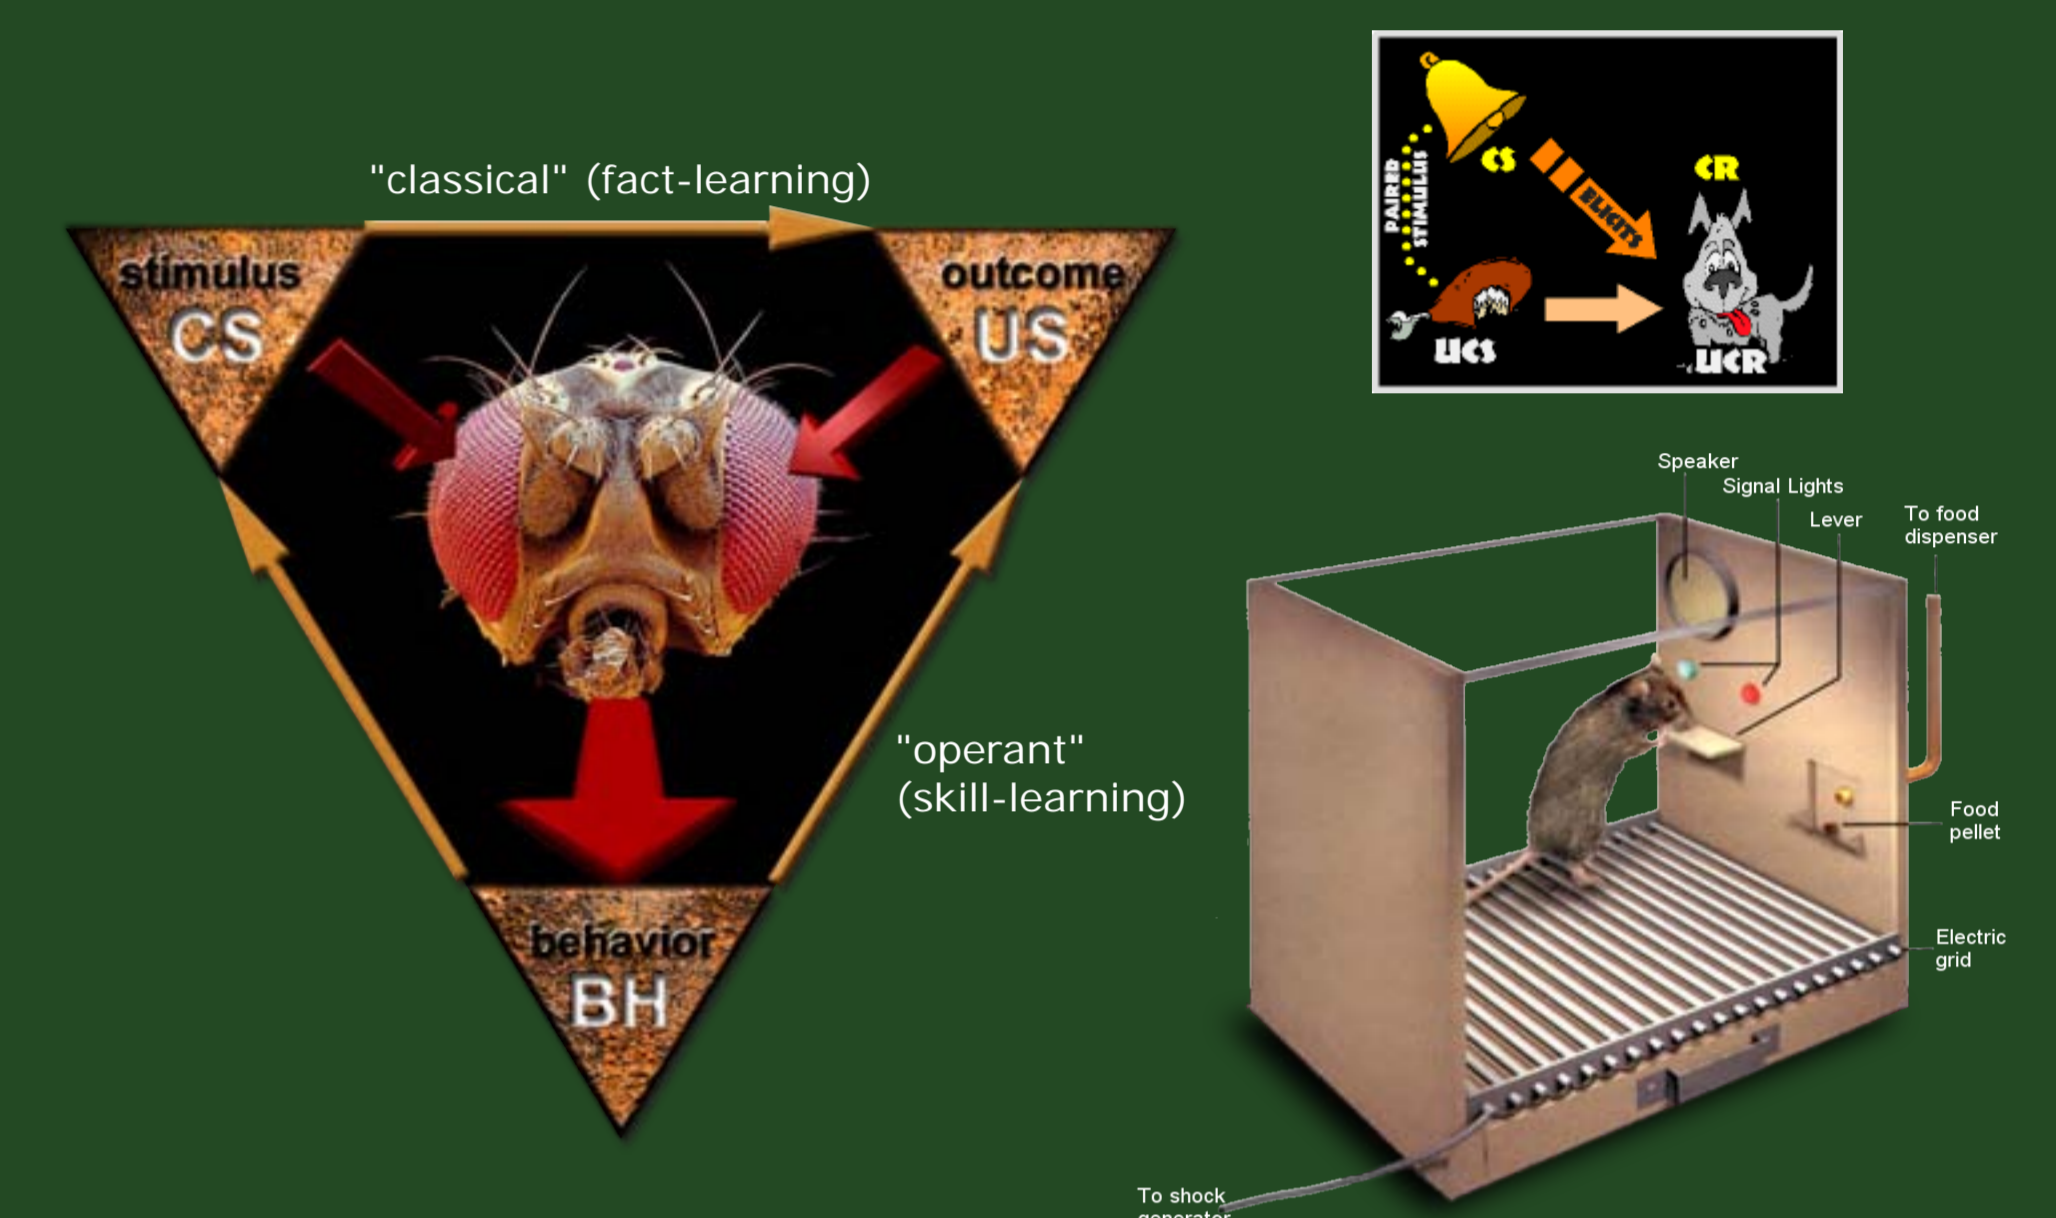 "classical" (fact-learning)
stimulus
CS
outcome
US
"operant"
(skill-learning)
behavior
BH
PAIRED
STIMULUS
CS
ELICITS
CR
UCS
UCR
Speaker
Signal Lights
Lever
To food
dispenser
Food
pellet
Electric
grid
To shock
generator